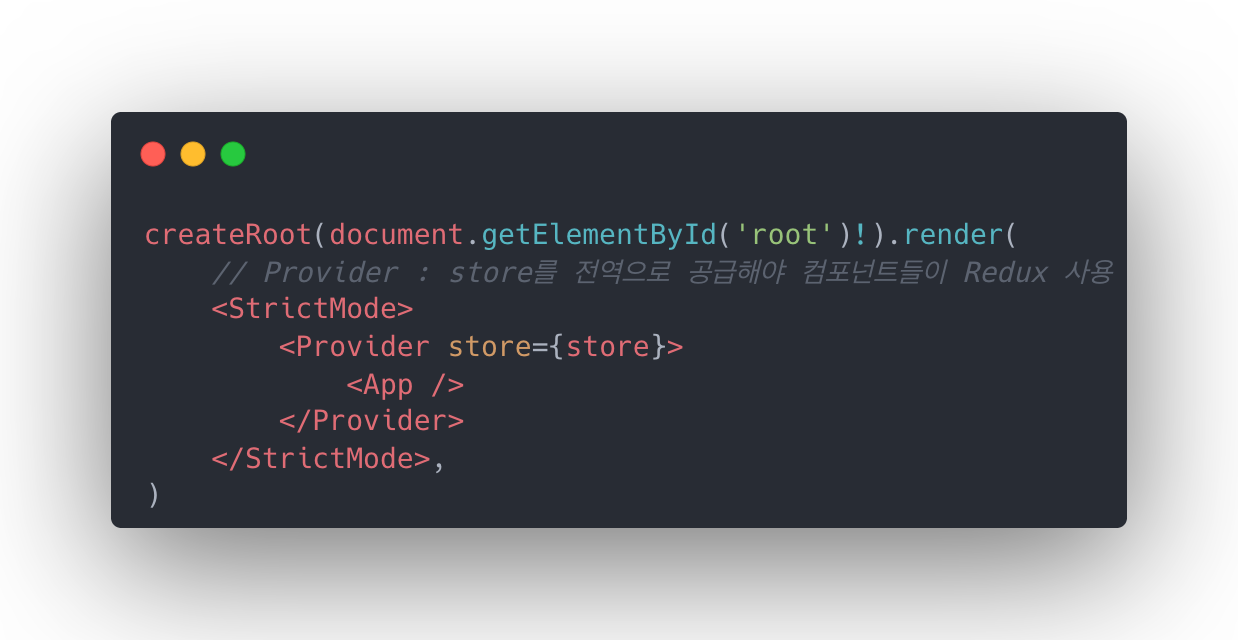 createRoot(document.getElementById('root')!).render(
    // Provider : store를 전역으로 공급해야 컴포넌트들이 Redux 사용
    <StrictMode>
        <Provider store={store}>
            <App />
        </Provider>
    </StrictMode>,
)